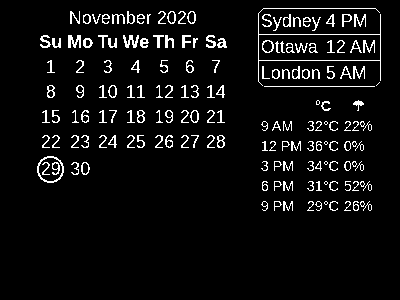 November 2020
Su Mo Tu We Th Fr Sa
1 2 3 4 5 6 7
8 9 10 11 12 13 14
15 16 17 18 19 20 21
22 23 24 25 26 27 28
29 30
Sydney 4 PM
Ottawa 12 AM
London 5 AM
°C ☂
9 AM 32°C 22%
12 PM 36°C 0%
3 PM 34°C 0%
6 PM 31°C 52%
9 PM 29°C 26%